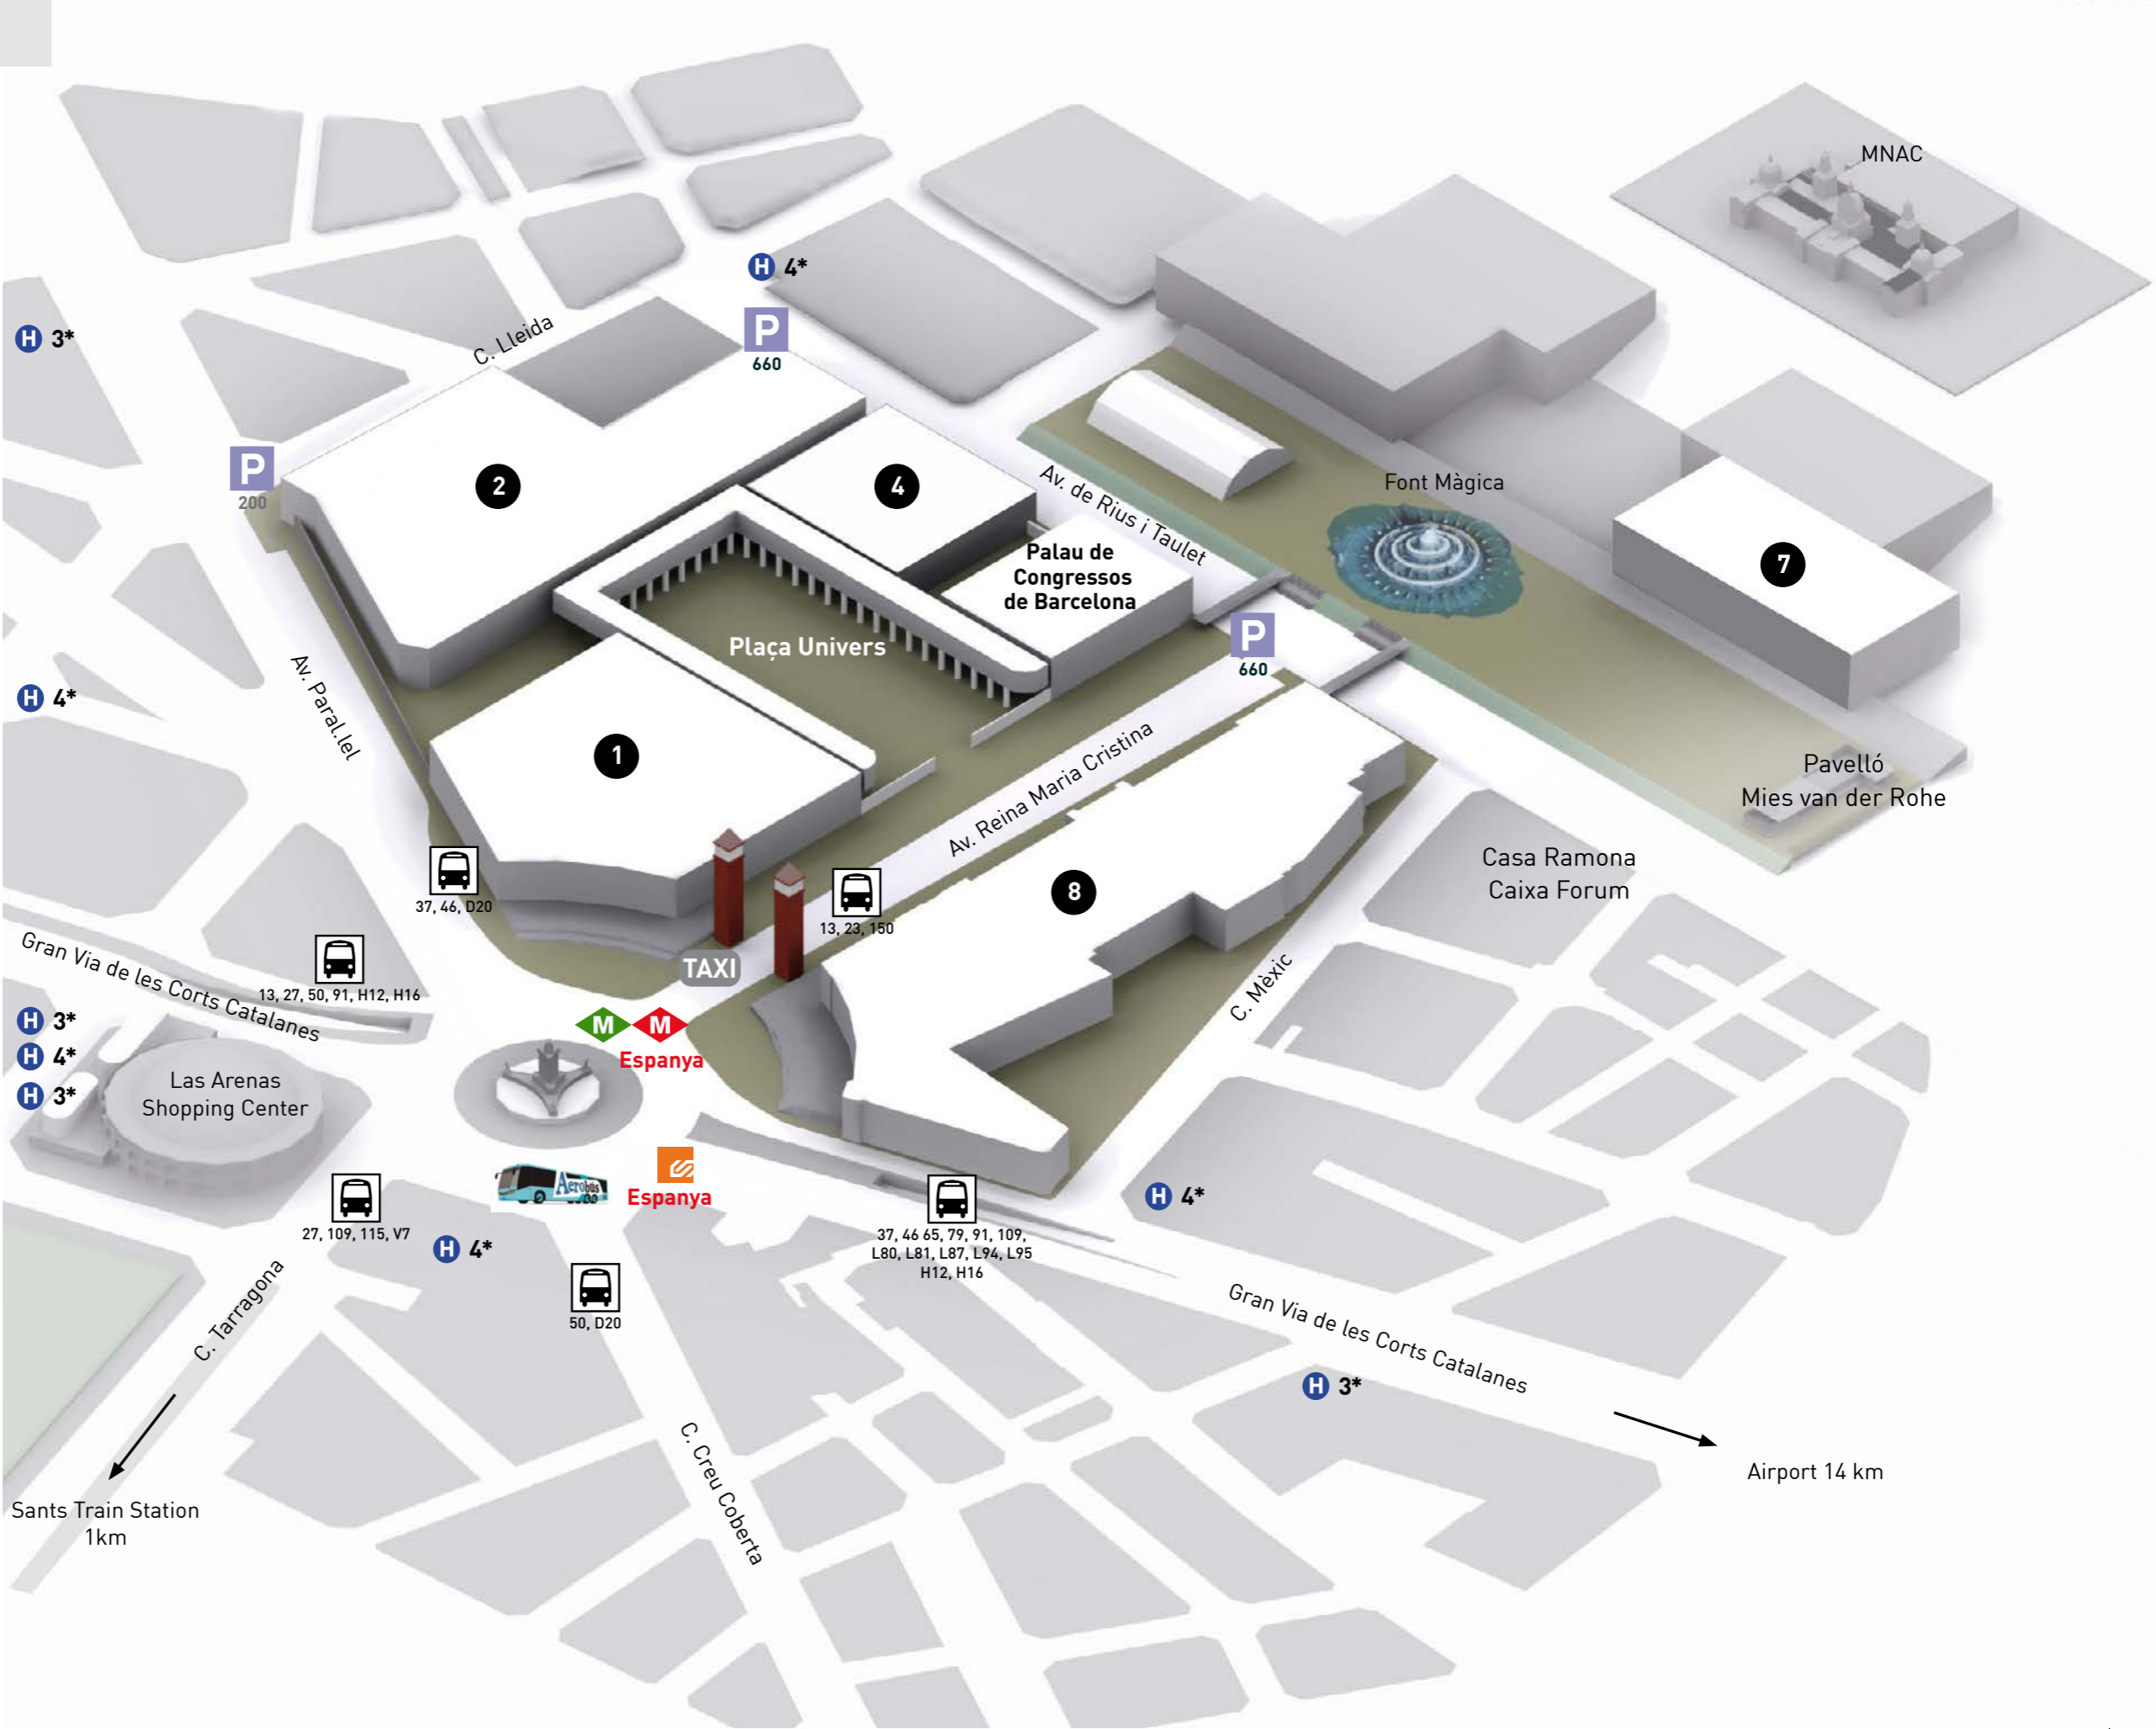 MNAC
H 4*
P
660
H 3*
C. Lleida
P
200
2
4
Av. de Rius i Taulet
Font Màgica
7
Palau de
Congressos
de Barcelona
Plaça Univers
P
660
H 4*
Av. Paral.lel
1
Av. Reina Maria Cristina
Pavelló
Mies van der Rohe
Casa Ramona
Caixa Forum
37, 46, D20
13, 23, 150
8
TAXI
Gran Via de les Corts Catalanes
13, 27, 50, 91, H12, H16
C. Mèxic
H 3*
H 4*
H 3*
M M
Espanya
Las Arenas
Shopping Center
Aerobús
Espanya
27, 109, 115, V7
H 4*
H 4*
37, 46 65, 79, 91, 109,
L80, L81, L87, L94, L95
H12, H16
50, D20
C. Tarragona
Gran Via de les Corts Catalanes
H 3*
C. Creu Coberta
Airport 14 km
Sants Train Station
1km